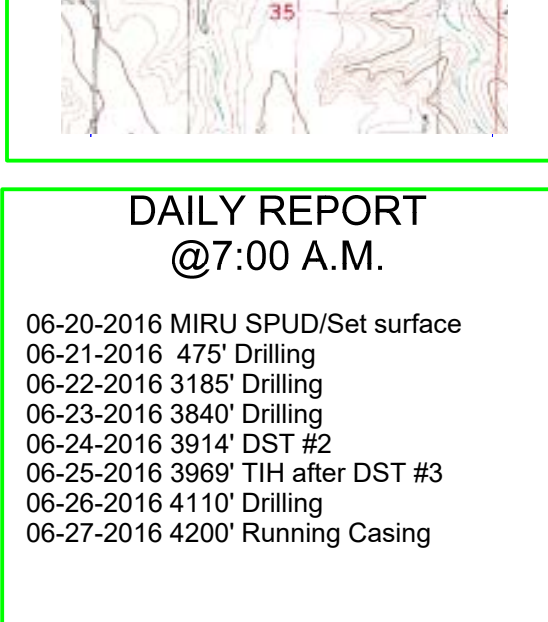 35
DAILY REPORT
@7:00 A.M.
06-20-2016 MIRU SPUD/Set surface
06-21-2016  475' Drilling
06-22-2016 3185' Drilling
06-23-2016 3840' Drilling
06-24-2016 3914' DST #2
06-25-2016 3969' TIH after DST #3
06-26-2016 4110' Drilling
06-27-2016 4200' Running Casing